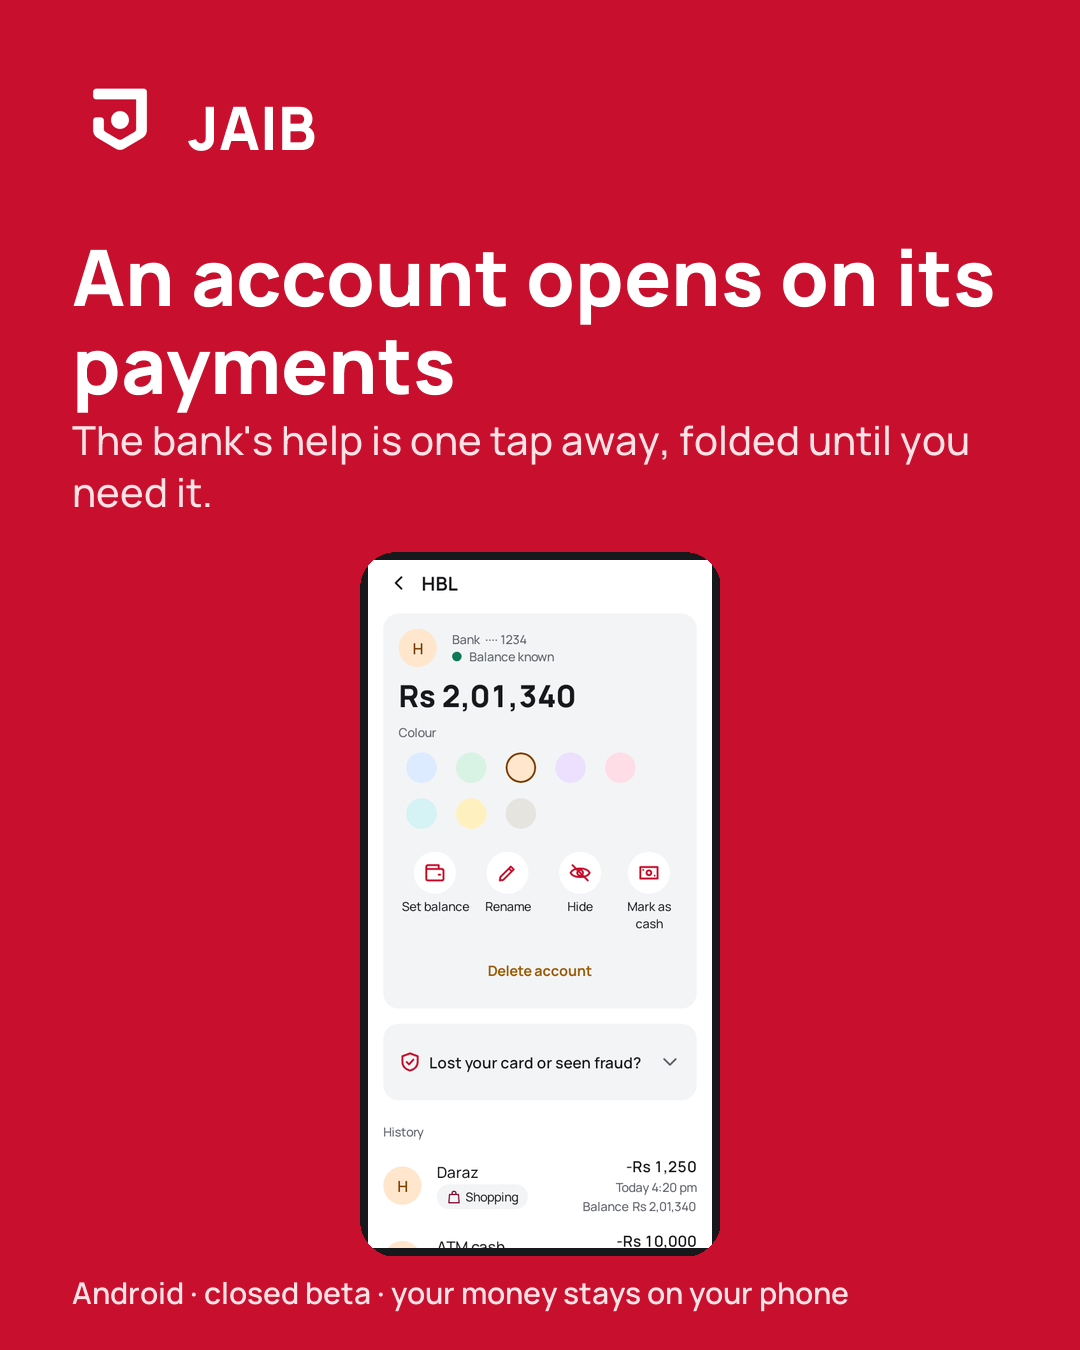 JAIB
An account opens on its
payments
The bank's help is one tap away, folded until you
need it.
HBL
H
Bank ···· 1234
Balance known
Rs 2,01,340
Colour
Set balance
Rename
Hide
Mark as
cash
Delete account
Lost your card or seen fraud?
History
H
Daraz
Shopping
-Rs 1,250
Today 4:20 pm
Balance Rs 2,01,340
ATM cash
-Rs 10,000
Android · closed beta · your money stays on your phone